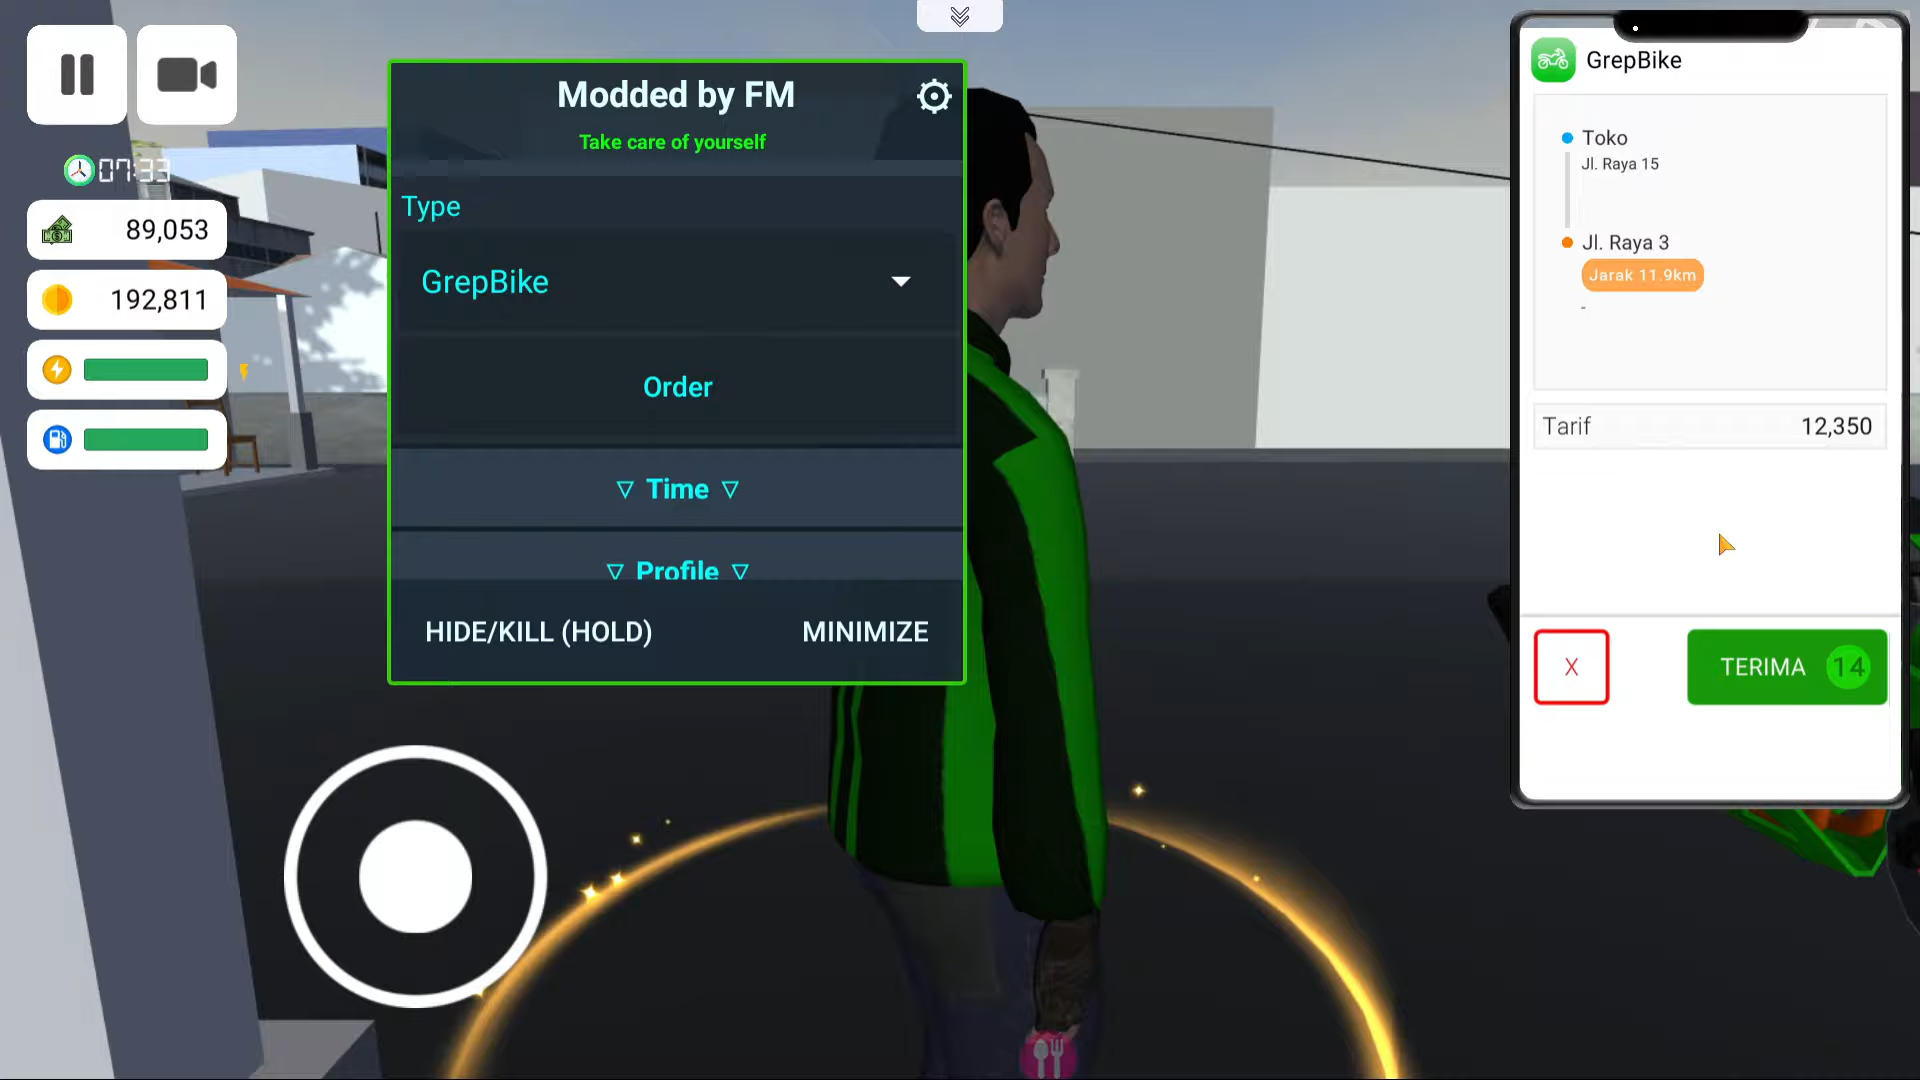 07:33
89,053
192,811
Modded by FM
Take care of yourself
Type
GrepBike
Order
▽ Time ▽
▽ Profile ▽
HIDE/KILL (HOLD)
MINIMIZE
GrepBike
Toko
Jl. Raya 15
Jl. Raya 3
Jarak 11.9km
-
Tarif 12,350
X
TERIMA 14